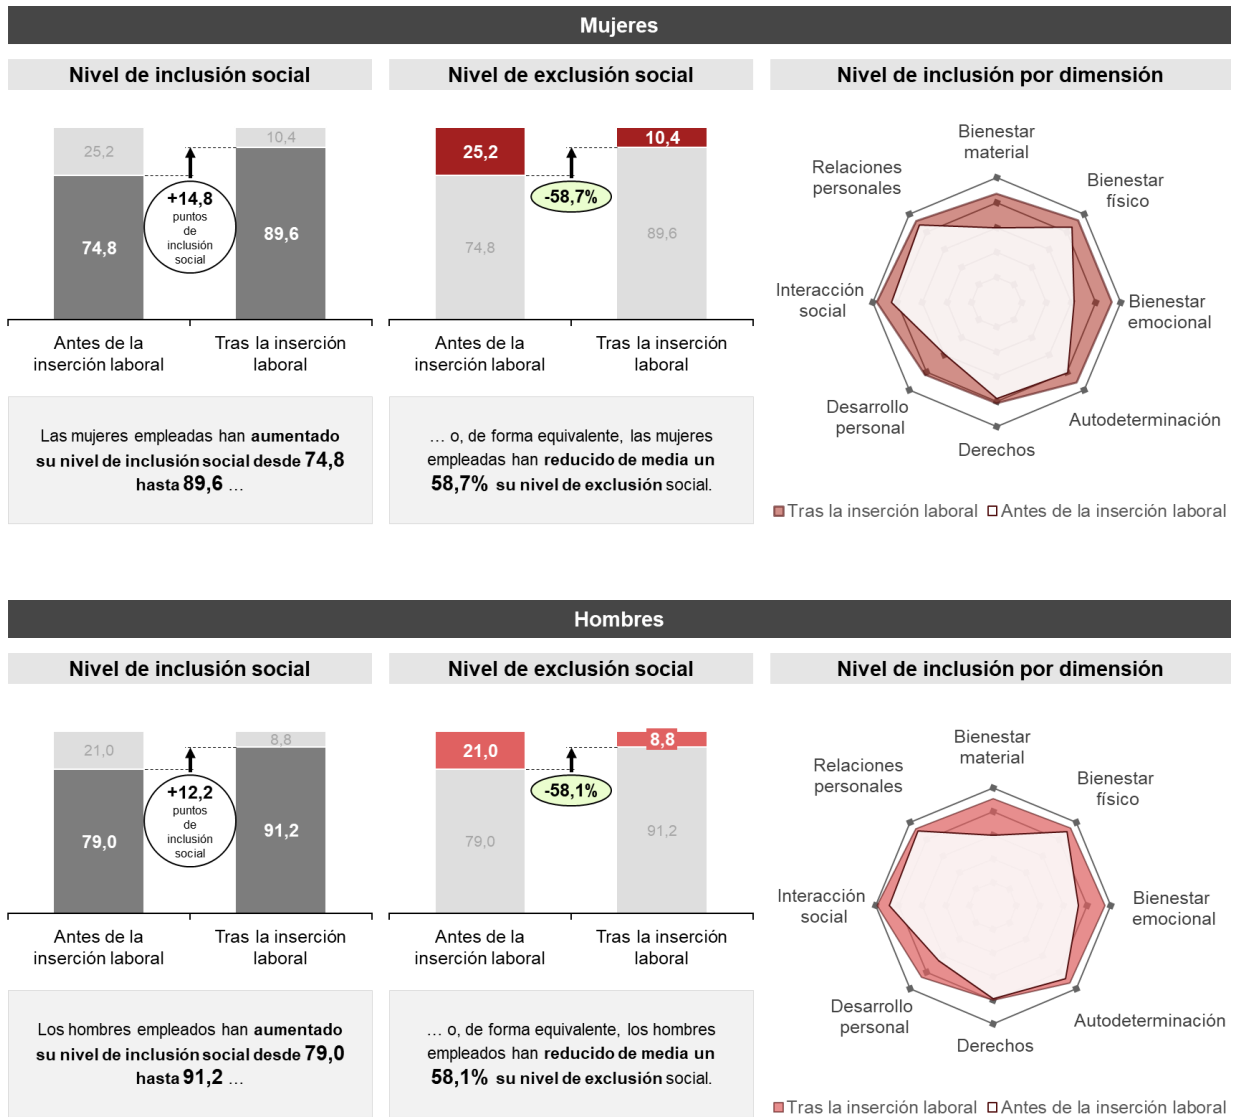 Mujeres
Nivel de inclusión social
25,2
10,4
+14,8
puntos
de
inclusión
social
74,8
89,6
Antes de la
inserción laboral
Tras la inserción
laboral
Las mujeres empleadas han aumentado
su nivel de inclusión social desde 74,8
hasta 89,6 …
Nivel de exclusión social
25,2
10,4
-58,7%
74,8
89,6
Antes de la
inserción laboral
Tras la inserción
laboral
… o, de forma equivalente, las mujeres
empleadas han reducido de media un
58,7% su nivel de exclusión social.
Nivel de inclusión por dimensión
Bienestar
material
Bienestar
físico
Bienestar
emocional
Autodeterminación
Derechos
Desarrollo
personal
Interacción
social
Relaciones
personales
Tras la inserción laboral
Antes de la inserción laboral
Hombres
Nivel de inclusión social
21,0
8,8
+12,2
puntos
de
inclusión
social
79,0
91,2
Antes de la
inserción laboral
Tras la inserción
laboral
Los hombres empleados han aumentado
su nivel de inclusión social desde 79,0
hasta 91,2 …
Nivel de exclusión social
21,0
8,8
-58,1%
79,0
91,2
Antes de la
inserción laboral
Tras la inserción
laboral
… o, de forma equivalente, los hombres
empleados han reducido de media un
58,1% su nivel de exclusión social.
Nivel de inclusión por dimensión
Bienestar
material
Bienestar
físico
Bienestar
emocional
Autodeterminación
Derechos
Desarrollo
personal
Interacción
social
Relaciones
personales
Tras la inserción laboral
Antes de la inserción laboral